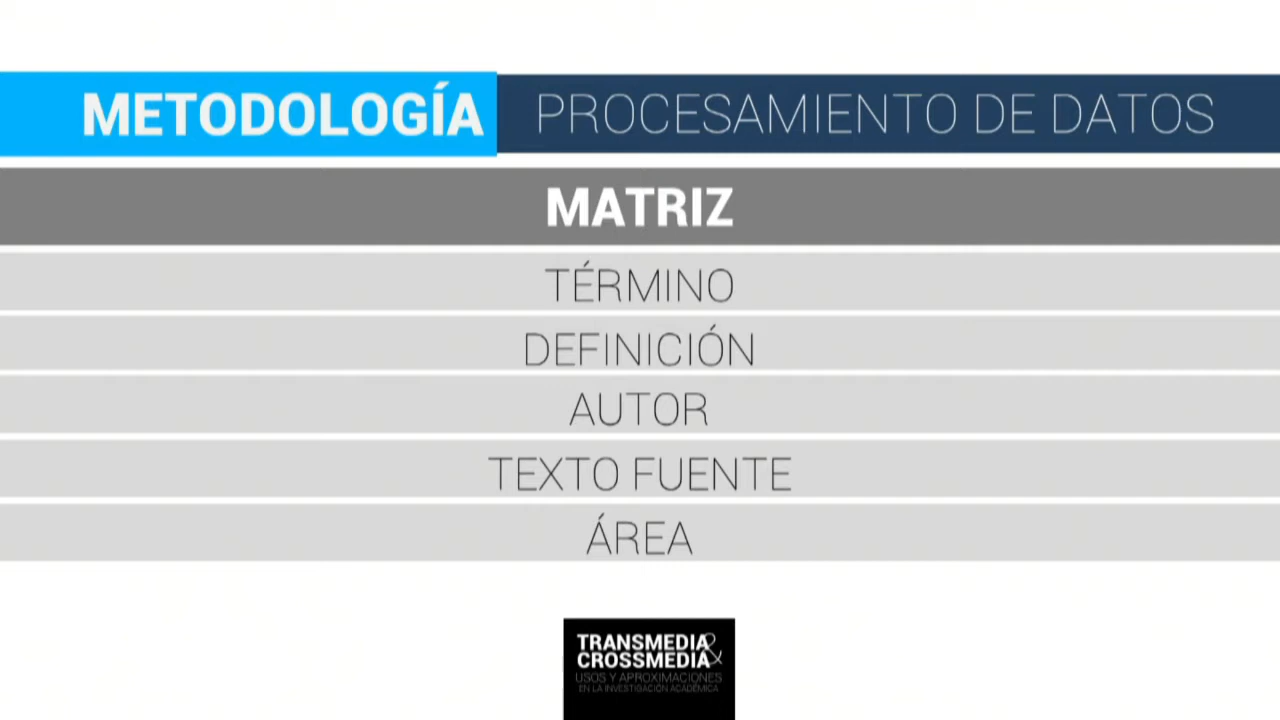 METODOLOGÍA PROCESAMIENTO DE DATOS
MATRIZ
TÉRMINO
DEFINICIÓN
AUTOR
TEXTO FUENTE
ÁREA
TRANSMEDIA &
CROSSMEDIA
USOS Y APROXIMACIONES
EN LA INVESTIGACIÓN ACADÉMICA